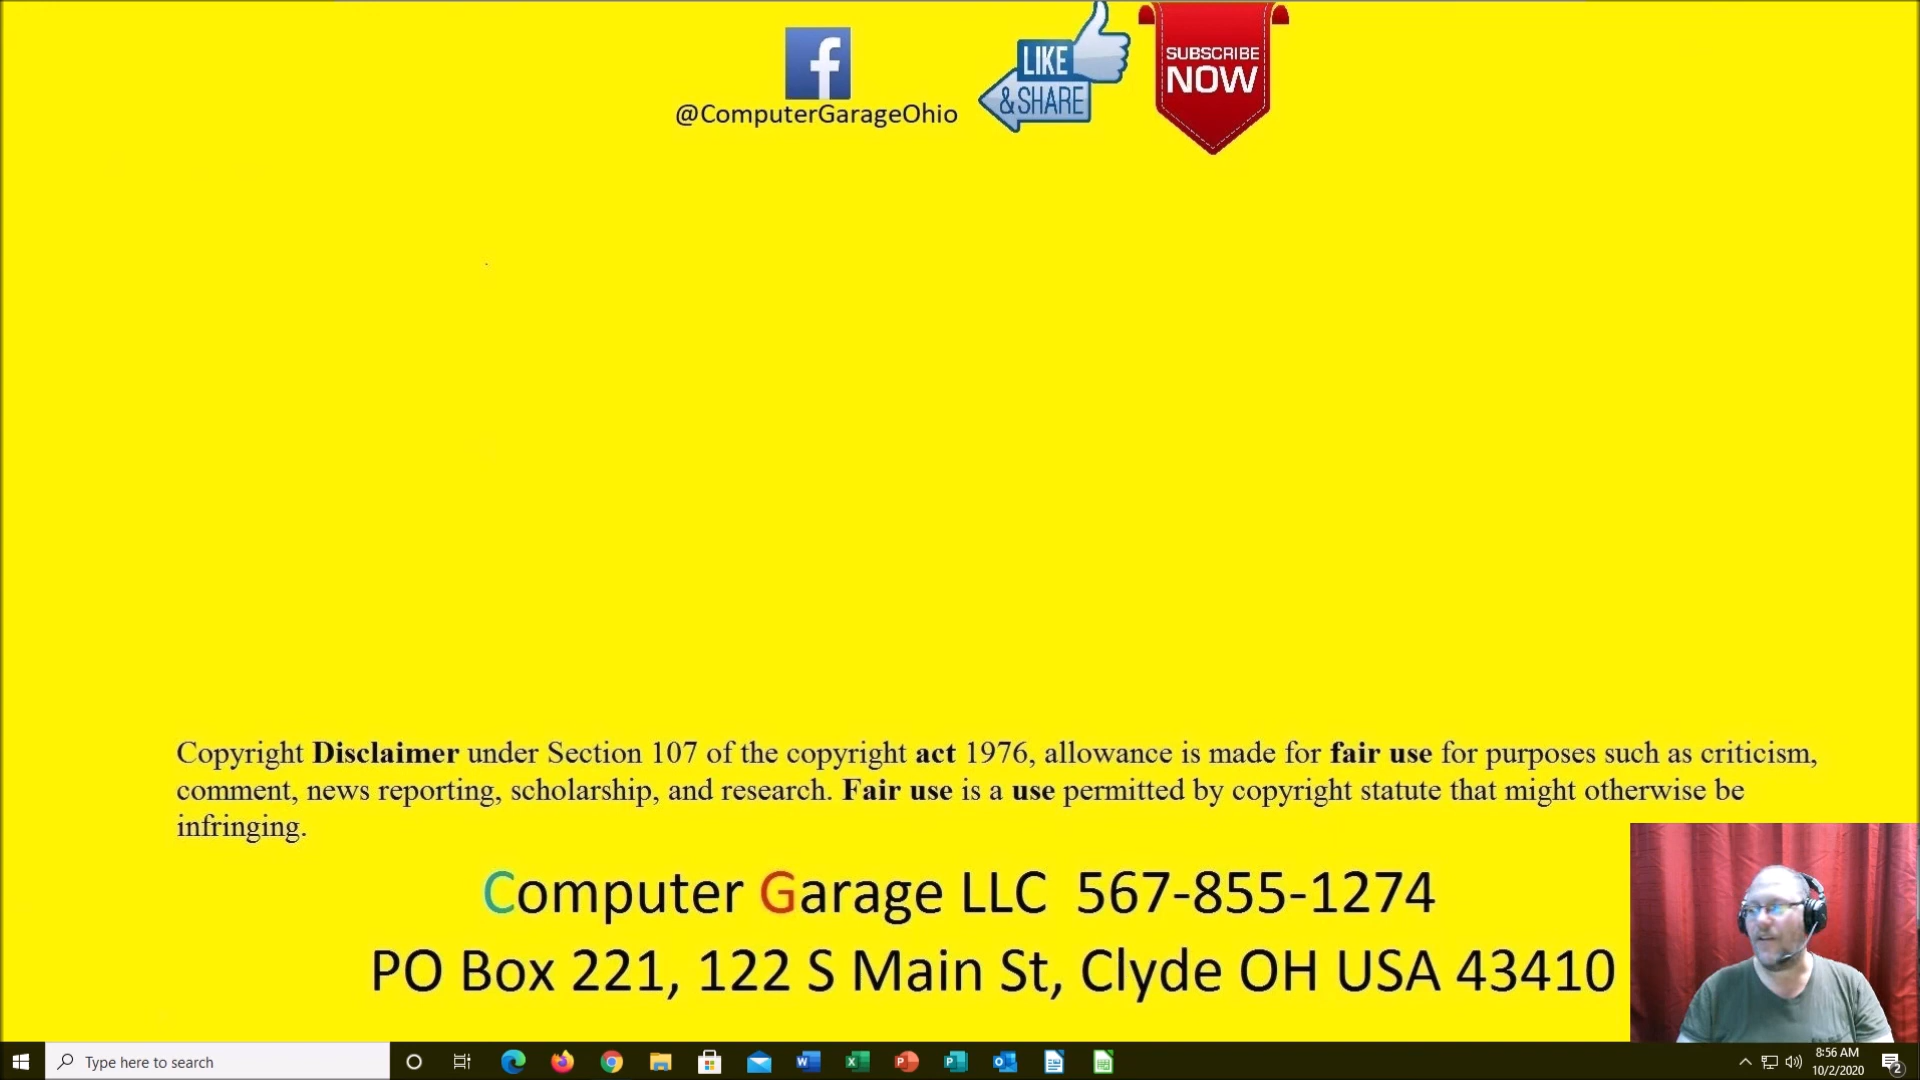 f
LIKE
& SHARE
SUBSCRIBE
NOW
@ComputerGarageOhio
Copyright Disclaimer under Section 107 of the copyright act 1976, allowance is made for fair use for purposes such as criticism,
comment, news reporting, scholarship, and research. Fair use is a use permitted by copyright statute that might otherwise be
infringing.
Computer Garage LLC 567-855-1274
PO Box 221, 122 S Main St, Clyde OH USA 43410
Type here to search
8:56 AM
10/2/2020
2